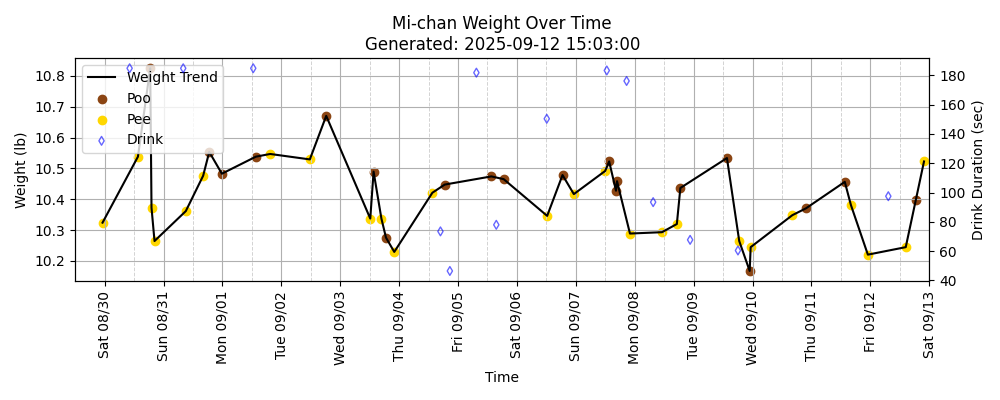 Mi-chan Weight Over Time
Generated: 2025-09-12 15:03:00
Weight Trend
Poo
Pee
Drink
Weight (lb)
10.8
10.7
10.6
10.5
10.4
10.3
10.2
180
160
140
120
100
80
60
40
Drink Duration (sec)
Sat 08/30
Sun 08/31
Mon 09/01
Tue 09/02
Wed 09/03
Thu 09/04
Fri 09/05
Sat 09/06
Sun 09/07
Mon 09/08
Tue 09/09
Wed 09/10
Thu 09/11
Fri 09/12
Sat 09/13
Time